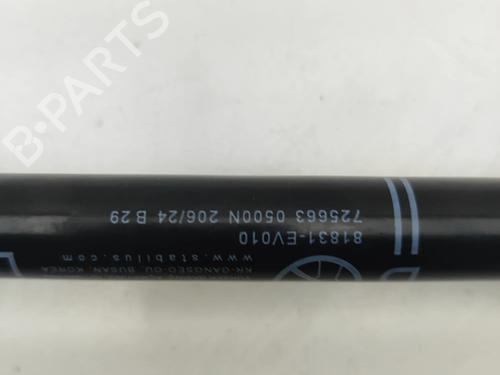 B-PARTS
81831-EV010
725663 0500N 206/24 B 29
www.stabilus.com
KR-GANGSEO-GU, BUSAN, KOREA